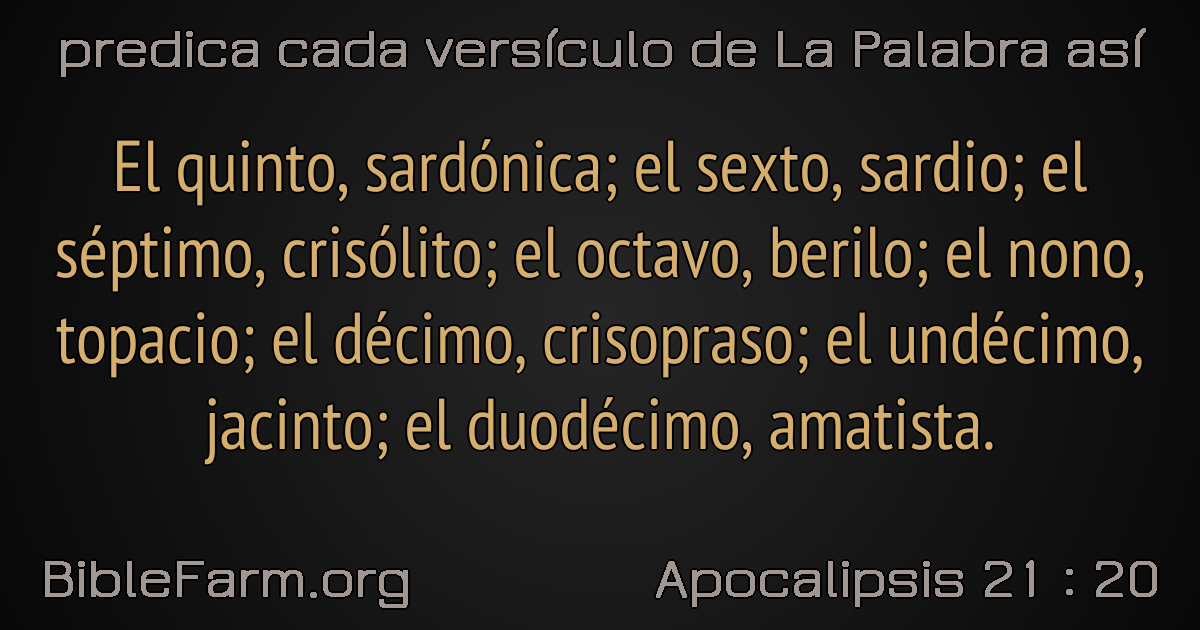 predica cada versículo de La Palabra así
El quinto, sardónica; el sexto, sardio; el
séptimo, crisólito; el octavo, berilo; el nono,
topacio; el décimo, crisopraso; el undécimo,
jacinto; el duodécimo, amatista.
BibleFarm.org
Apocalipsis 21 : 20